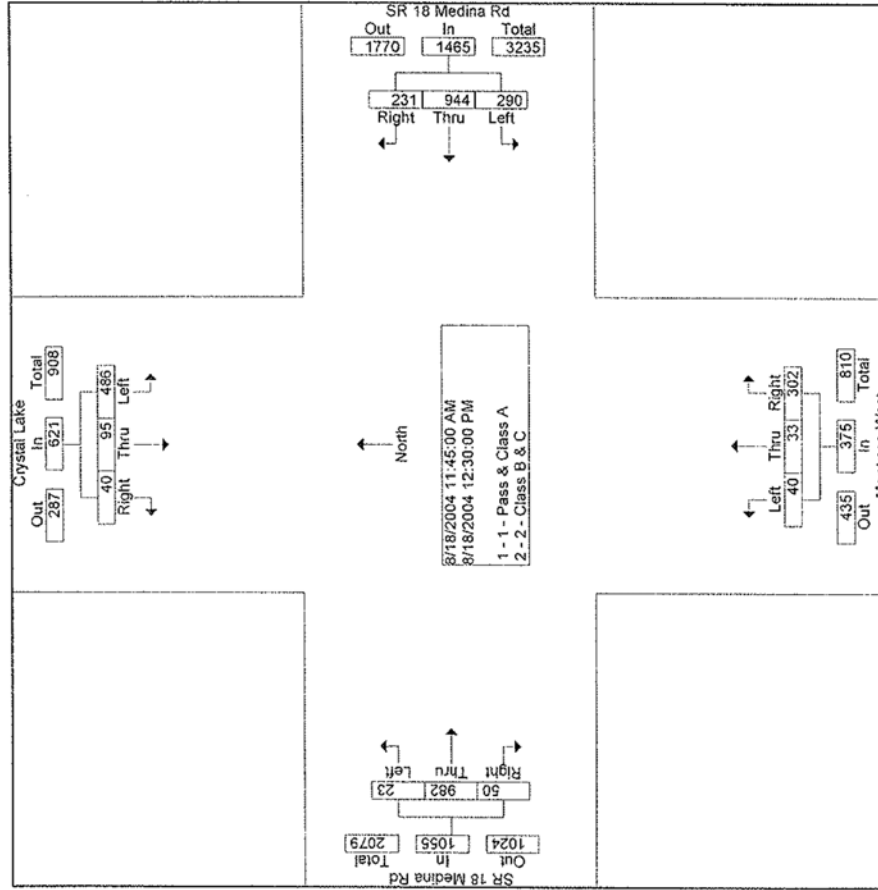 SR 18 Medina Rd
Out In Total
1770 1465 3235
231 944 290
Right Thru Left
Crystal Lake
Out In Total
287 621 908
40 95 486
Right Thru Left
North
8/18/2004 11:45:00 AM
8/18/2004 12:30:00 PM
1 - 1 - Pass & Class A
2 - 2 - Class B & C
Left Thru Right
40 33 302
435 375 810
Out In Total
Left Thru Right
23 982 50
2079 1055 1024
Total In Out
SR 18 Medina Rd